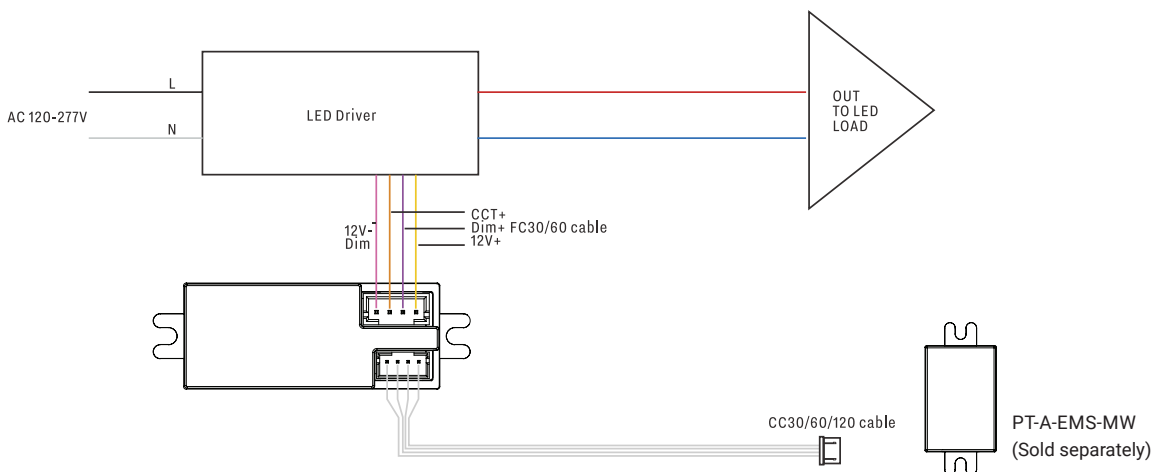 L
AC 120-277V
N
LED Driver
OUT
TO LED
LOAD
12V-
Dim
CCT+
Dim+ FC30/60 cable
12V+
CC30/60/120 cable
PT-A-EMS-MW
(Sold separately)